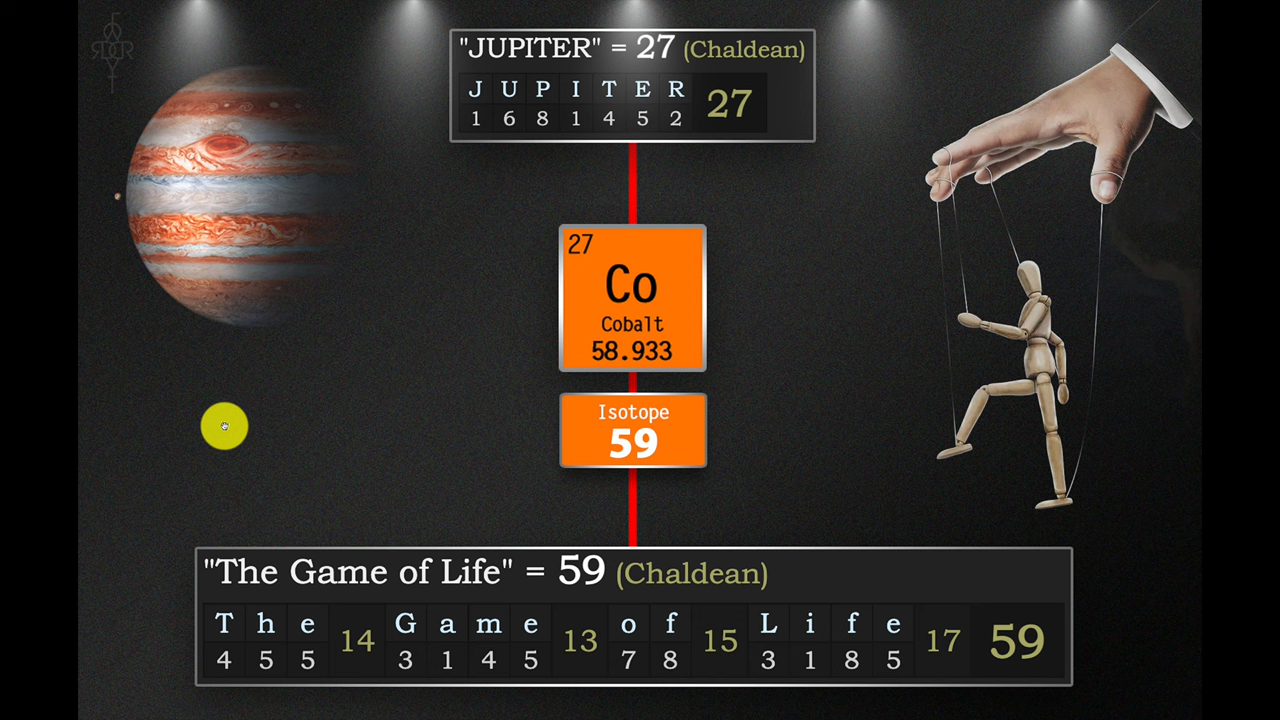 "JUPITER" = 27 (Chaldean)
J U P I T E R 27
1 6 8 1 4 5 2
27
Co
Cobalt
58.933
Isotope
59
"The Game of Life" = 59 (Chaldean)
T h e 14 G a m e 13 o f 15 L i f e 17 59
4 5 5 3 1 4 5 7 8 3 1 8 5